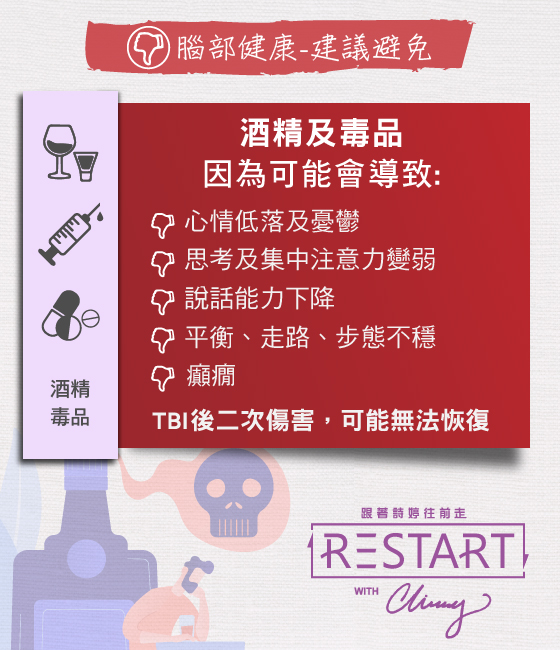 腦部健康-建議避免
酒精及毒品
因為可能會導致:
心情低落及憂鬱
思考及集中注意力變弱
說話能力下降
平衡、走路、步態不穩
癲癇
TBI後二次傷害，可能無法恢復
酒精
毒品
跟著詩婷往前走
RESTART
WITH